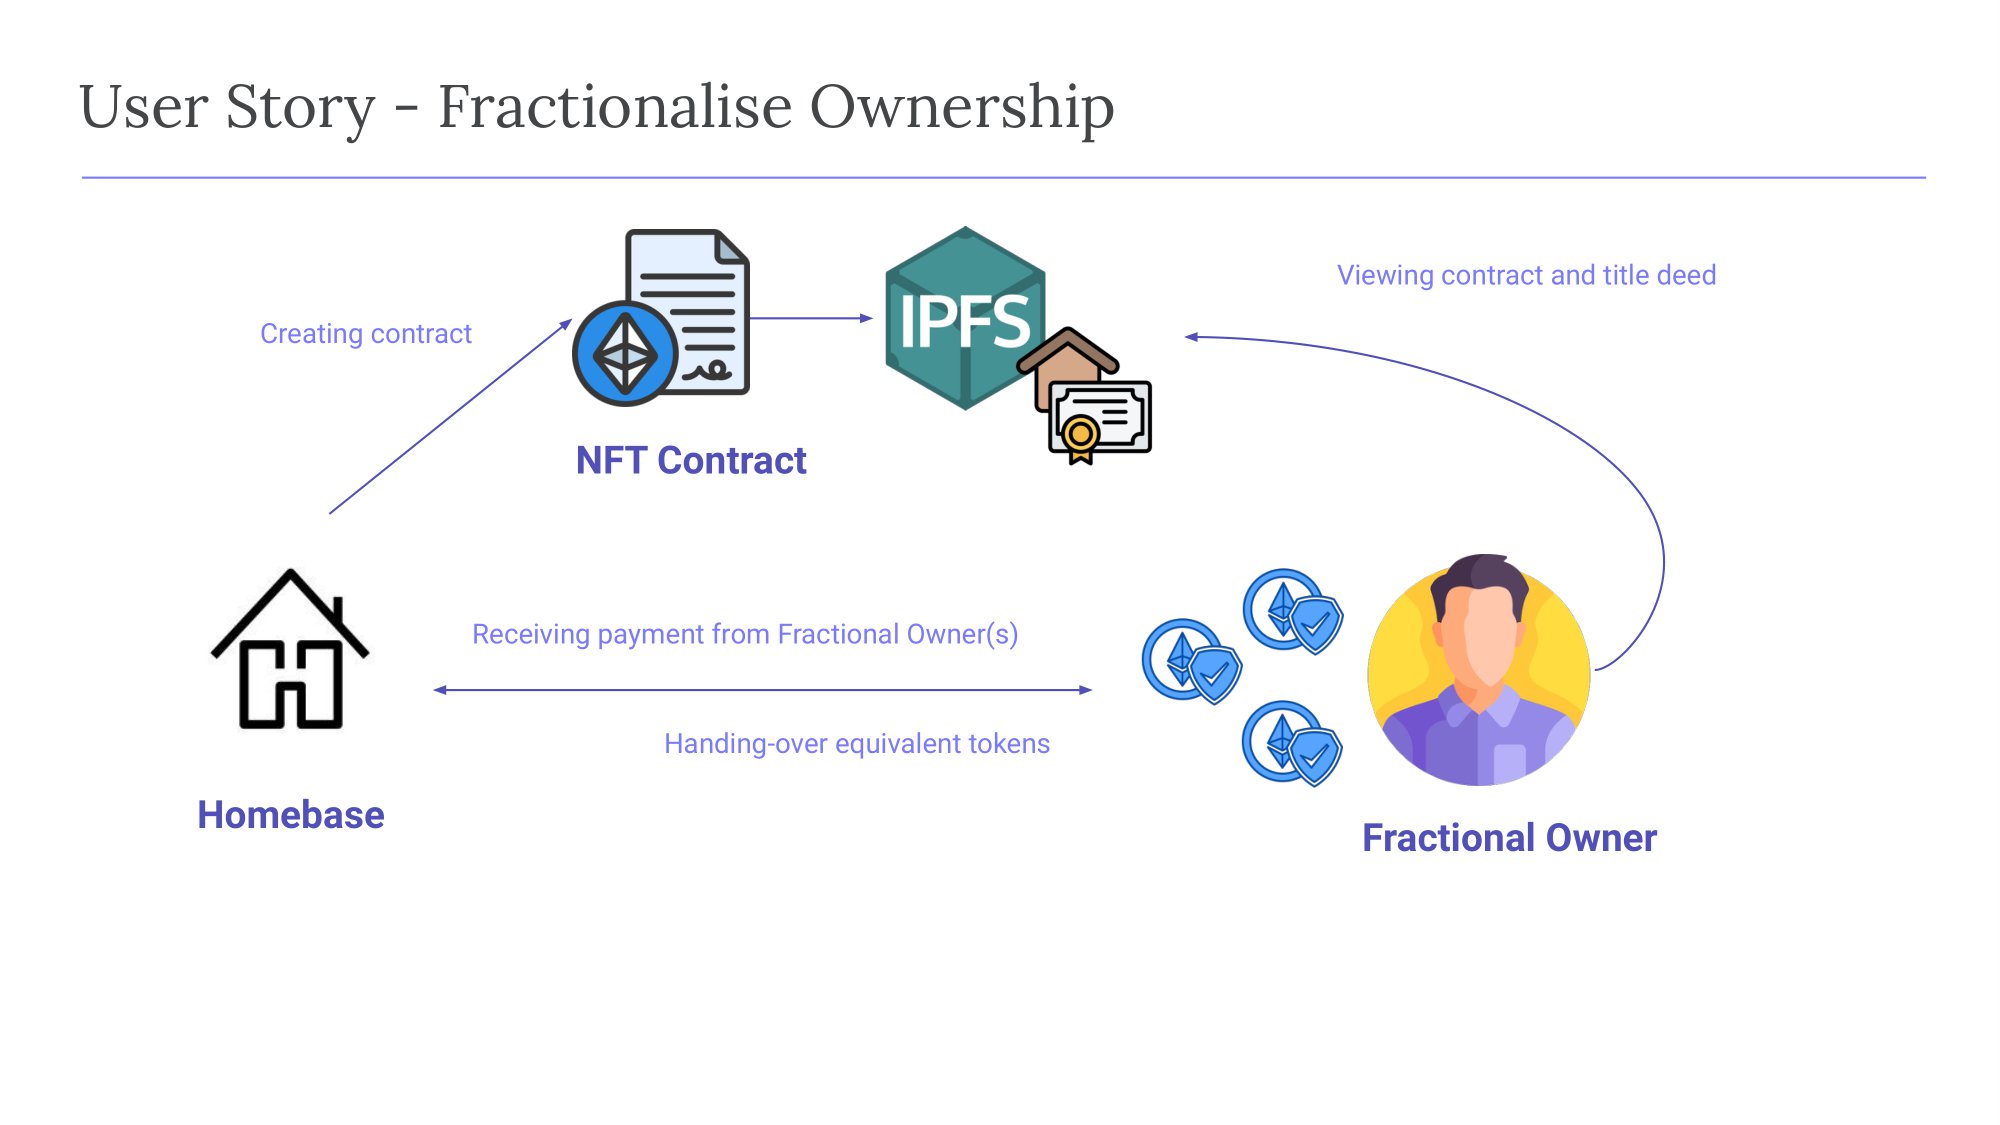 User Story - Fractionalise Ownership
Viewing contract and title deed
Creating contract
IPFS
NFT Contract
Receiving payment from Fractional Owner(s)
Handing-over equivalent tokens
Homebase
Fractional Owner